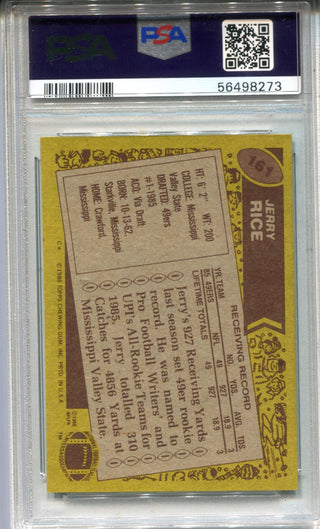 PSA
PSA
56498273
161
JERRY
RICE
HT: 6' 2" WT: 200
COLLEGE: Mississippi
Valley State
DRAFTED: 49ers
#1-1985
ACQ: Via Draft
BORN: 10-13-62,
Starkville, Mississippi
HOME: Crawford,
Mississippi
RECEIVING RECORD
YR. TEAM NO. YDS. AVG. TDS.
85 49ERS NFL 49 927 18.9 3
LIFETIME TOTALS 49 927 18.9 3
Jerry's 927 Receiving Yards
last season set 49er rookie
record. He was named to
Pro Football Writers' and
UPI's All-Rookie Teams for
1985. Jerry totalled 310
Catches for 4856 Yards at
Mississippi Valley State.
© 1986 TOPPS CHEWING GUM, INC. PRTD. IN U.S.A.